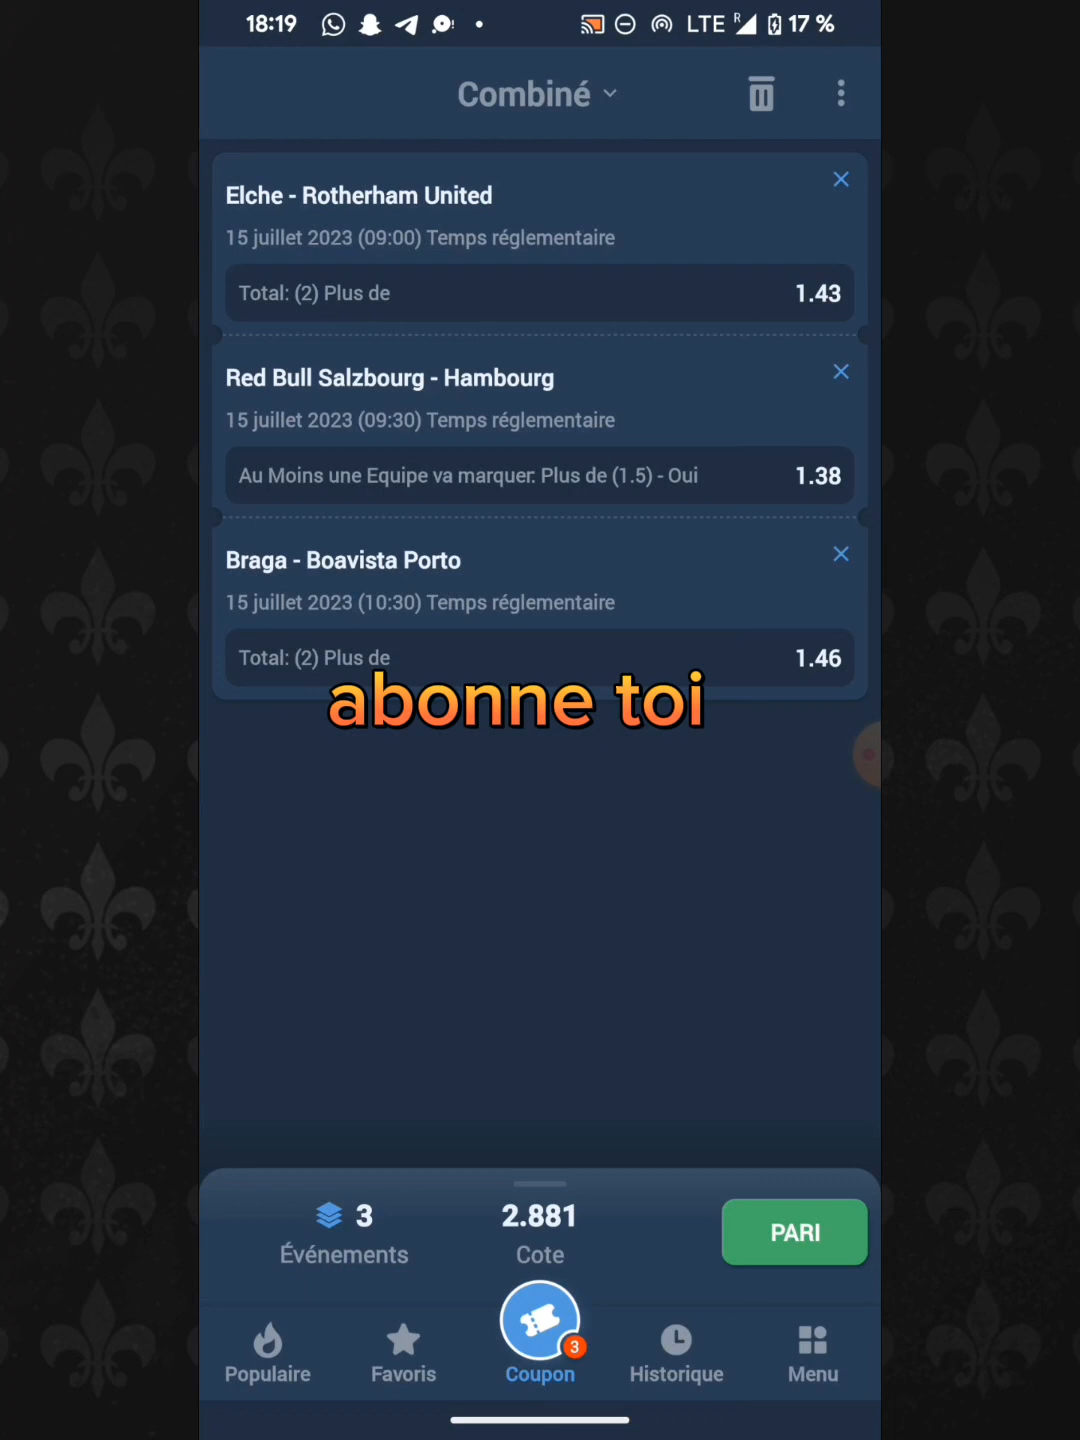 18:19 LTE R 17 %
Combiné
Elche - Rotherham United
15 juillet 2023 (09:00) Temps réglementaire
Total: (2) Plus de 1.43
Red Bull Salzbourg - Hambourg
15 juillet 2023 (09:30) Temps réglementaire
Au Moins une Equipe va marquer: Plus de (1.5) - Oui 1.38
Braga - Boavista Porto
15 juillet 2023 (10:30) Temps réglementaire
Total: (2) Plus de 1.46
abonne toi
3 2.881 PARI
Événements Cote
3
Populaire Favoris Coupon Historique Menu